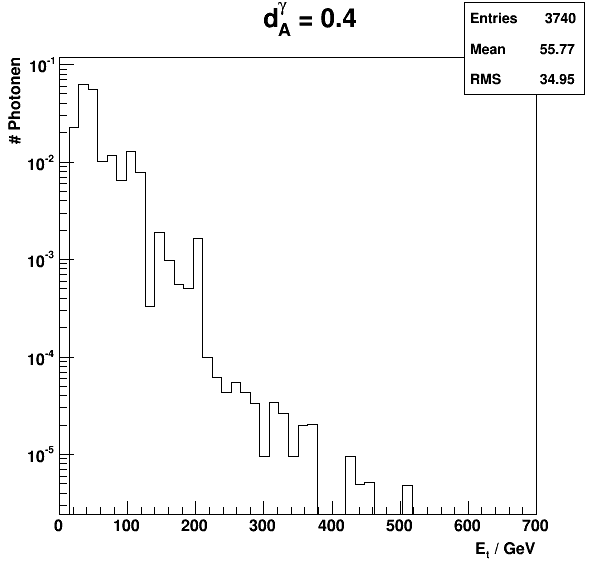 d_A^γ = 0.4
Entries 3740
Mean 55.77
RMS 34.95
# Photonen
10^-1
10^-2
10^-3
10^-4
10^-5
0 100 200 300 400 500 600 700
E_t / GeV